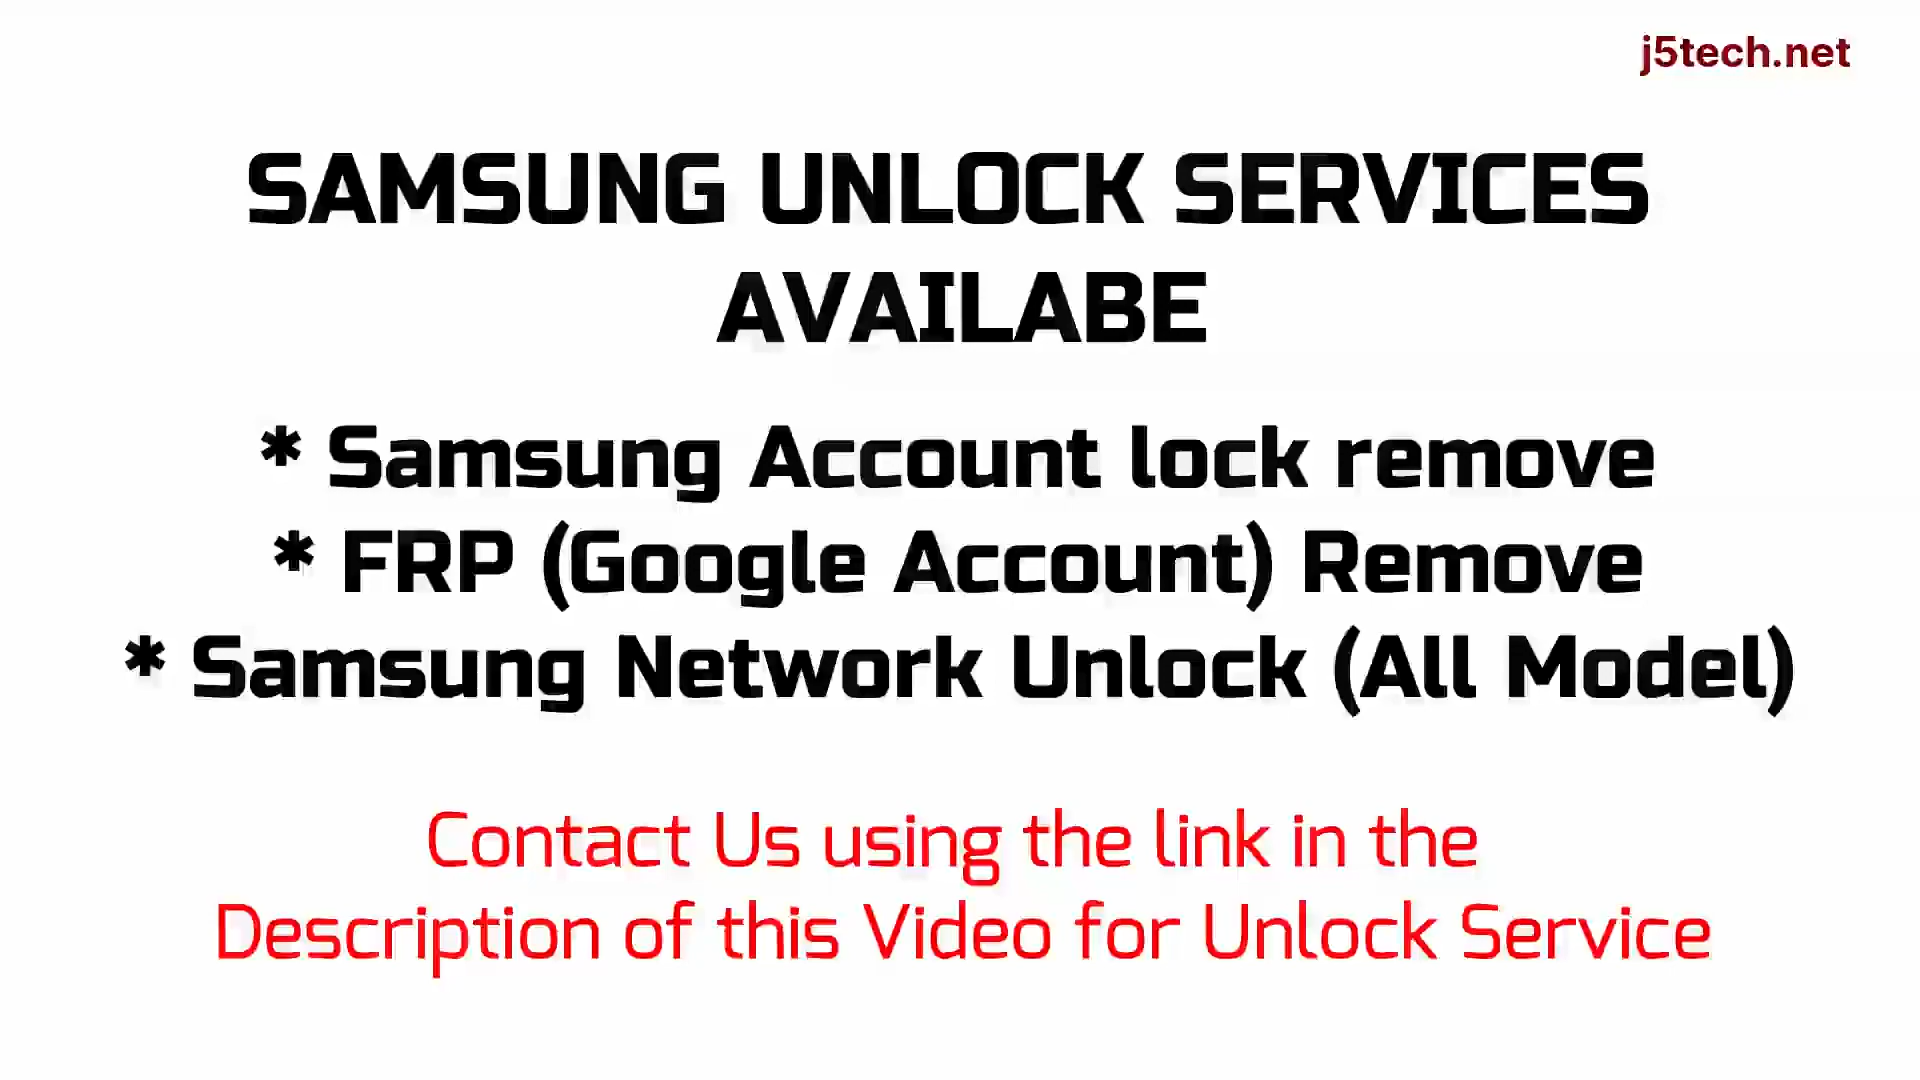 j5tech.net
SAMSUNG UNLOCK SERVICES
AVAILABE
* Samsung Account lock remove
* FRP (Google Account) Remove
* Samsung Network Unlock (All Model)
Contact Us using the link in the
Description of this Video for Unlock Service